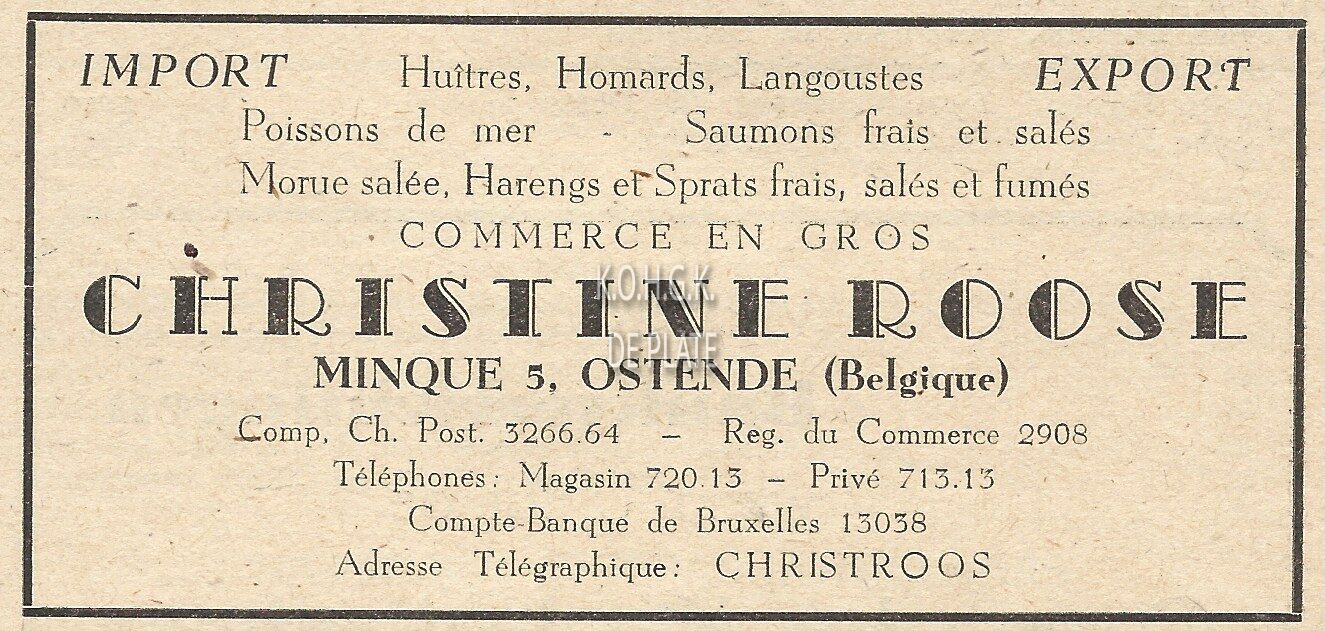 IMPORT Huîtres, Homards, Langoustes EXPORT
Poissons de mer - Saumons frais et salés
Morue salée, Harengs et Sprats frais, salés et fumés
COMMERCE EN GROS
CHRISTINE ROOSE
K.O.H.G.K
DE PLATE
MINQUE 5, OSTENDE (Belgique)
Comp. Ch. Post. 3266.64 — Reg. du Commerce 2908
Téléphones: Magasin 720.13 — Privé 713.13
Compte-Banque de Bruxelles 13038
Adresse Télégraphique: CHRISTROOS